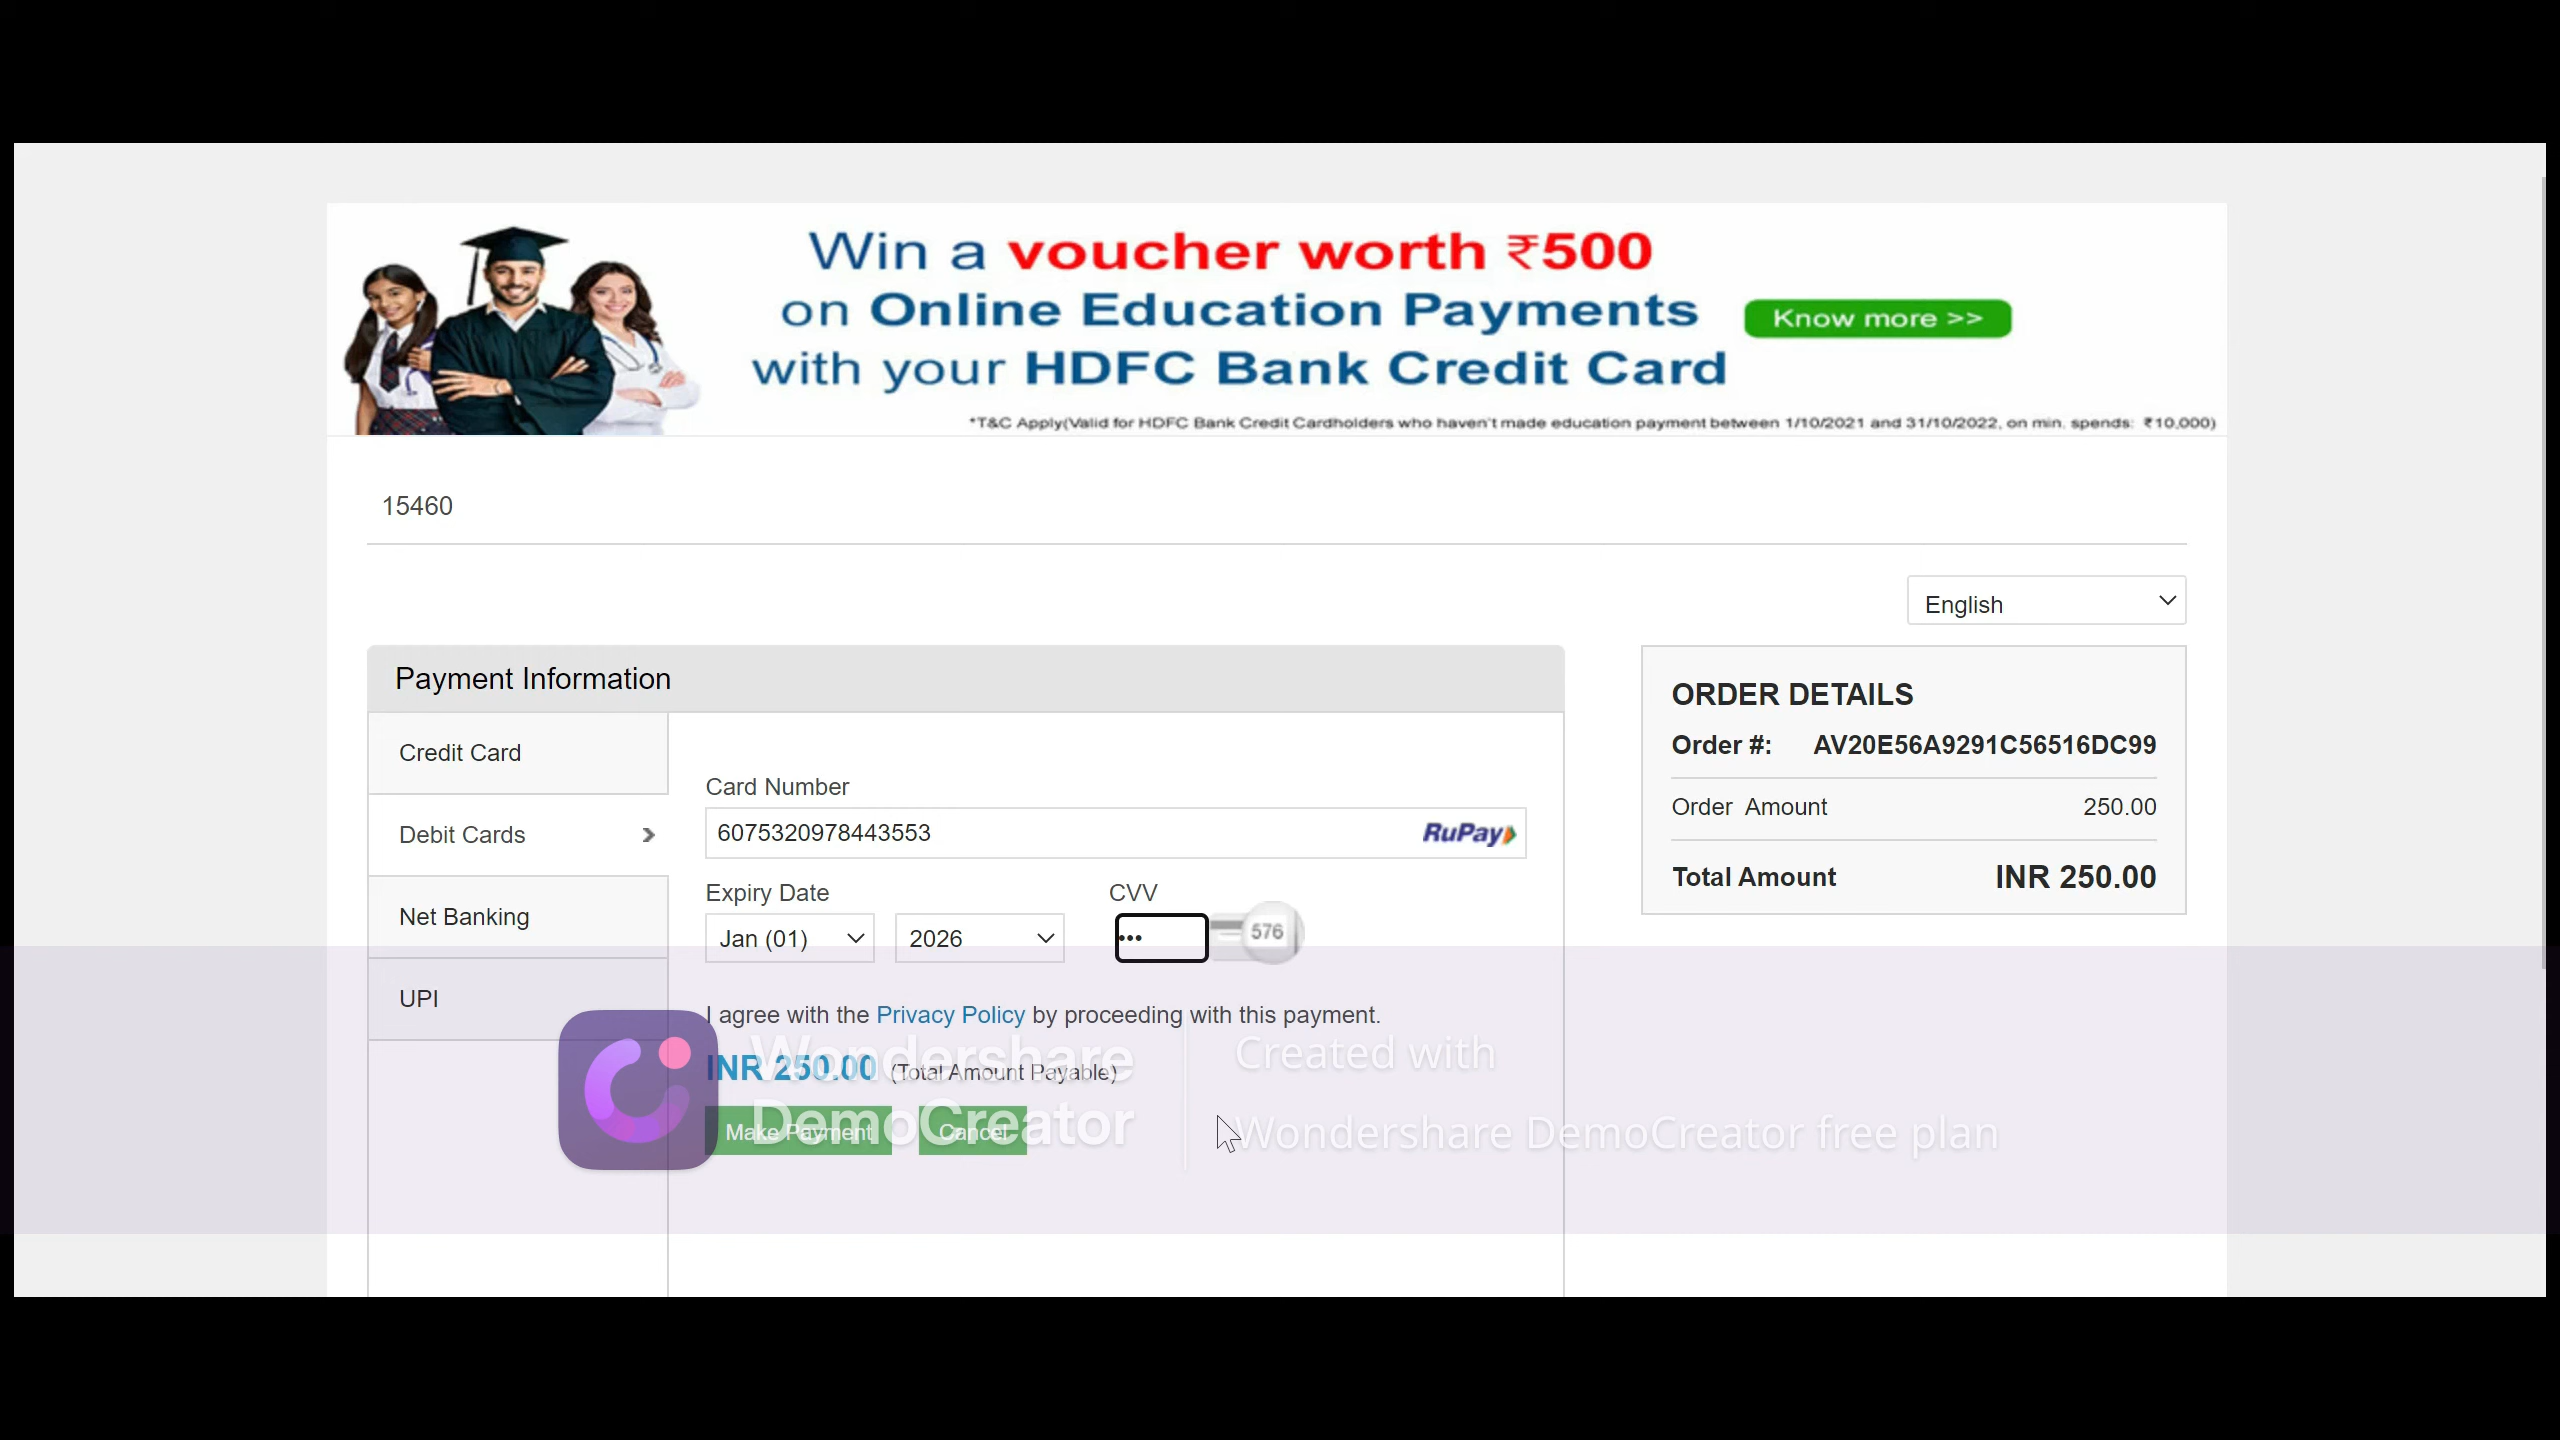 Win a voucher worth ₹500
on Online Education Payments
with your HDFC Bank Credit Card
Know more >>
*T&C Apply(Valid for HDFC Bank Credit Cardholders who haven't made education payment between 1/10/2021 and 31/10/2022, on min. spends: ₹10,000)
15460
English
Payment Information
Credit Card
Debit Cards
Net Banking
UPI
Card Number
6075320978443553
RuPay
Expiry Date
CVV
Jan (01)
2026
•••
576
I agree with the Privacy Policy by proceeding with this payment.
INR 250.00 (Total Amount Payable)
Make Payment
Cancel
ORDER DETAILS
Order #: AV20E56A9291C56516DC99
Order Amount 250.00
Total Amount INR 250.00
Wondershare
DemoCreator
Created with
Wondershare DemoCreator free plan